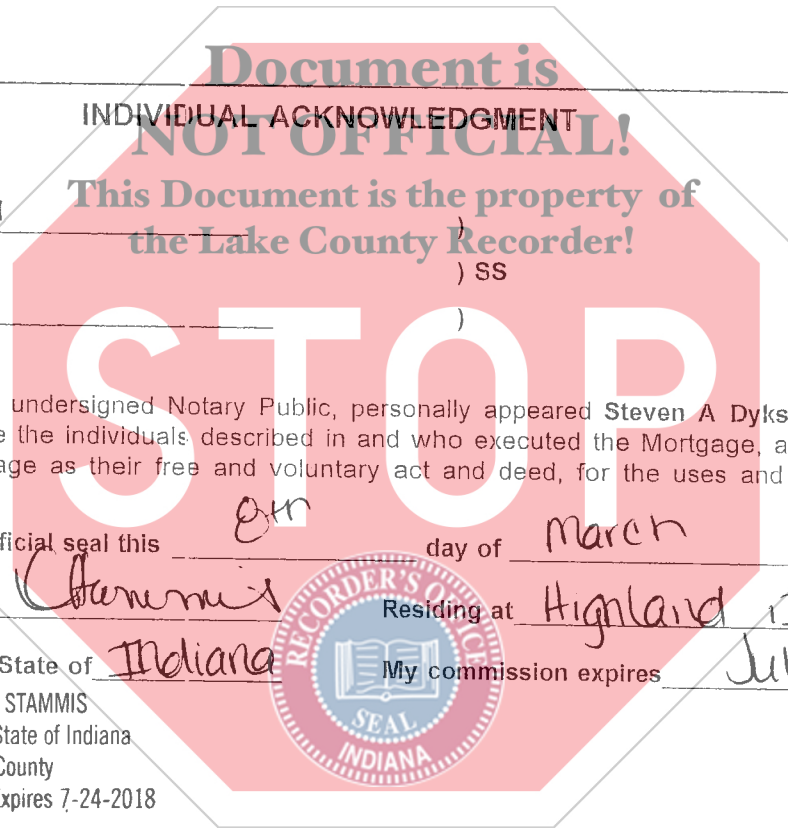 Document is
INDIVIDUAL ACKNOWLEDGMENT
NOT OFFICIAL!
This Document is the property of
)
the Lake County Recorder!
) SS
)
STOP
undersigned Notary Public, personally appeared Steven A Dyks
e the individuals described in and who executed the Mortgage, a
age as their free and voluntary act and deed, for the uses and
ficial seal this 8th day of March
Residing at Highland
State of Indiana My commission expires Jul
STAMMIS
State of Indiana
County
xpires 7-24-2018
RECORDER'S OFFICE
SEAL
INDIANA